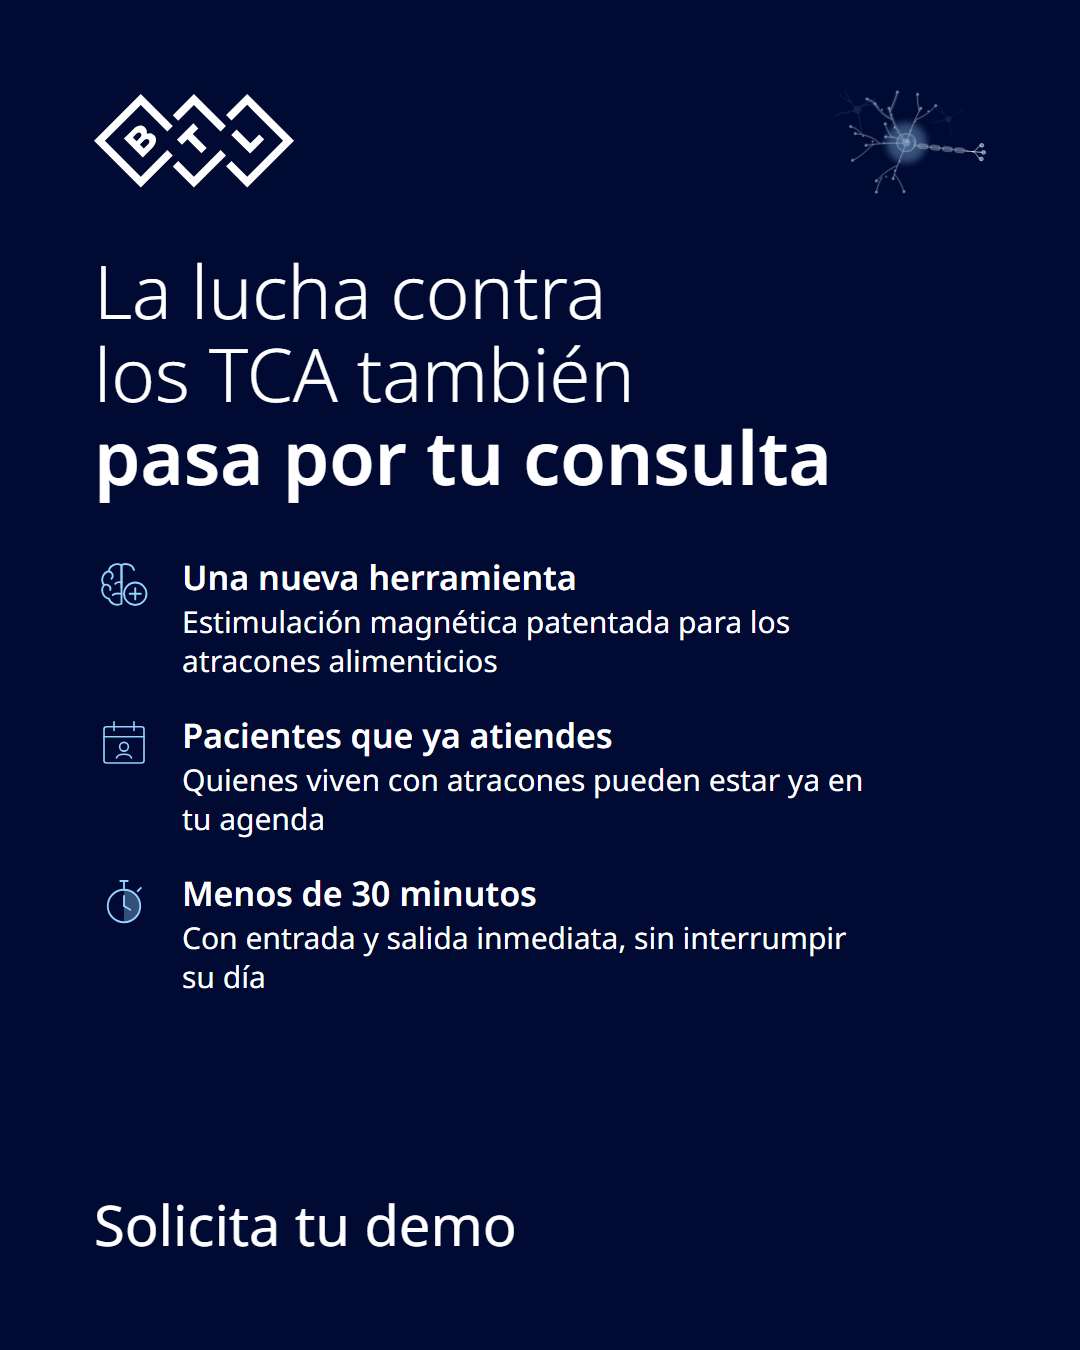 BTL
La lucha contra
los TCA también
pasa por tu consulta
Una nueva herramienta
Estimulación magnética patentada para los
atracones alimenticios
Pacientes que ya atiendes
Quienes viven con atracones pueden estar ya en
tu agenda
Menos de 30 minutos
Con entrada y salida inmediata, sin interrumpir
su día
Solicita tu demo